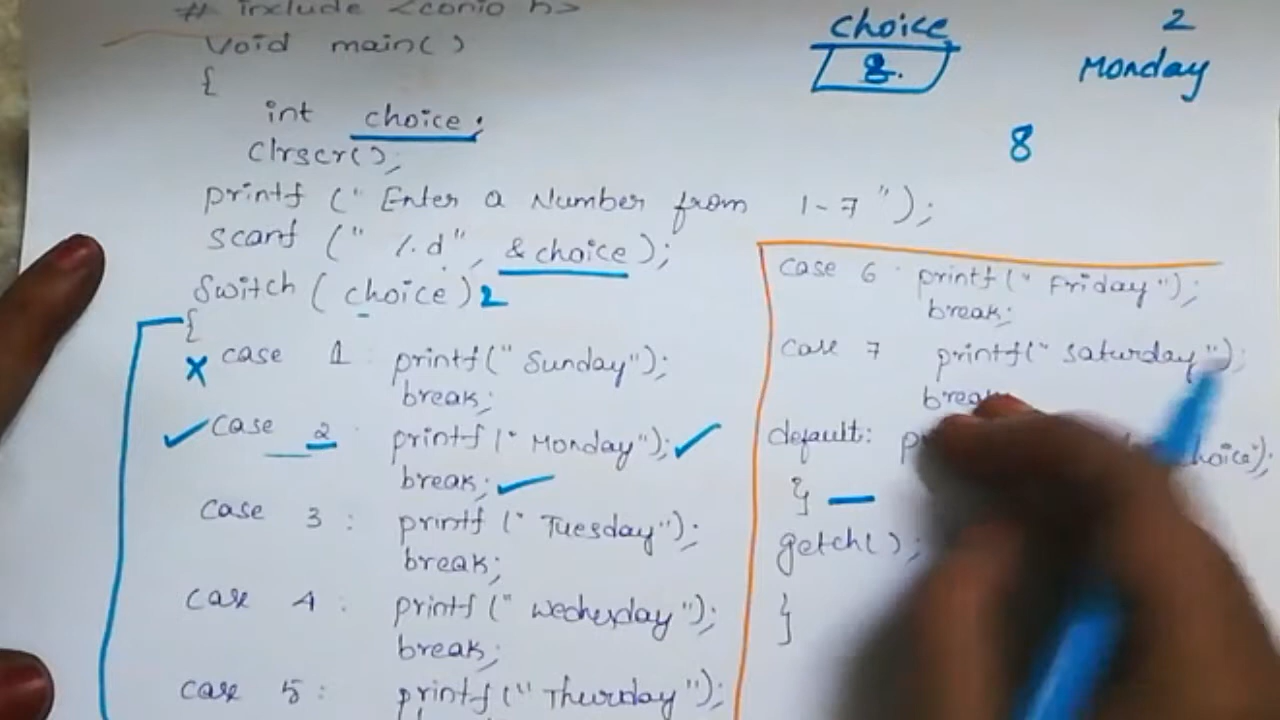 # include <conio.h>
void main()
{
int choice;
clrscr();
printf (" Enter a Number from 1-7 ");
scanf (" %d", & choice);
Switch ( choice) 2
{
case 1 : printf(" Sunday");
break;
case 2 : printf (" Monday");
break;
case 3 : printf (" Tuesday");
break;
case 4 : printf (" Wednesday");
break;
case 5 : printf (" Thursday");
case 6 : printf(" Friday");
break;
case 7 printf(" Saturday");
default: choice");
}
getch();
}
choice
8.
2
Monday
8